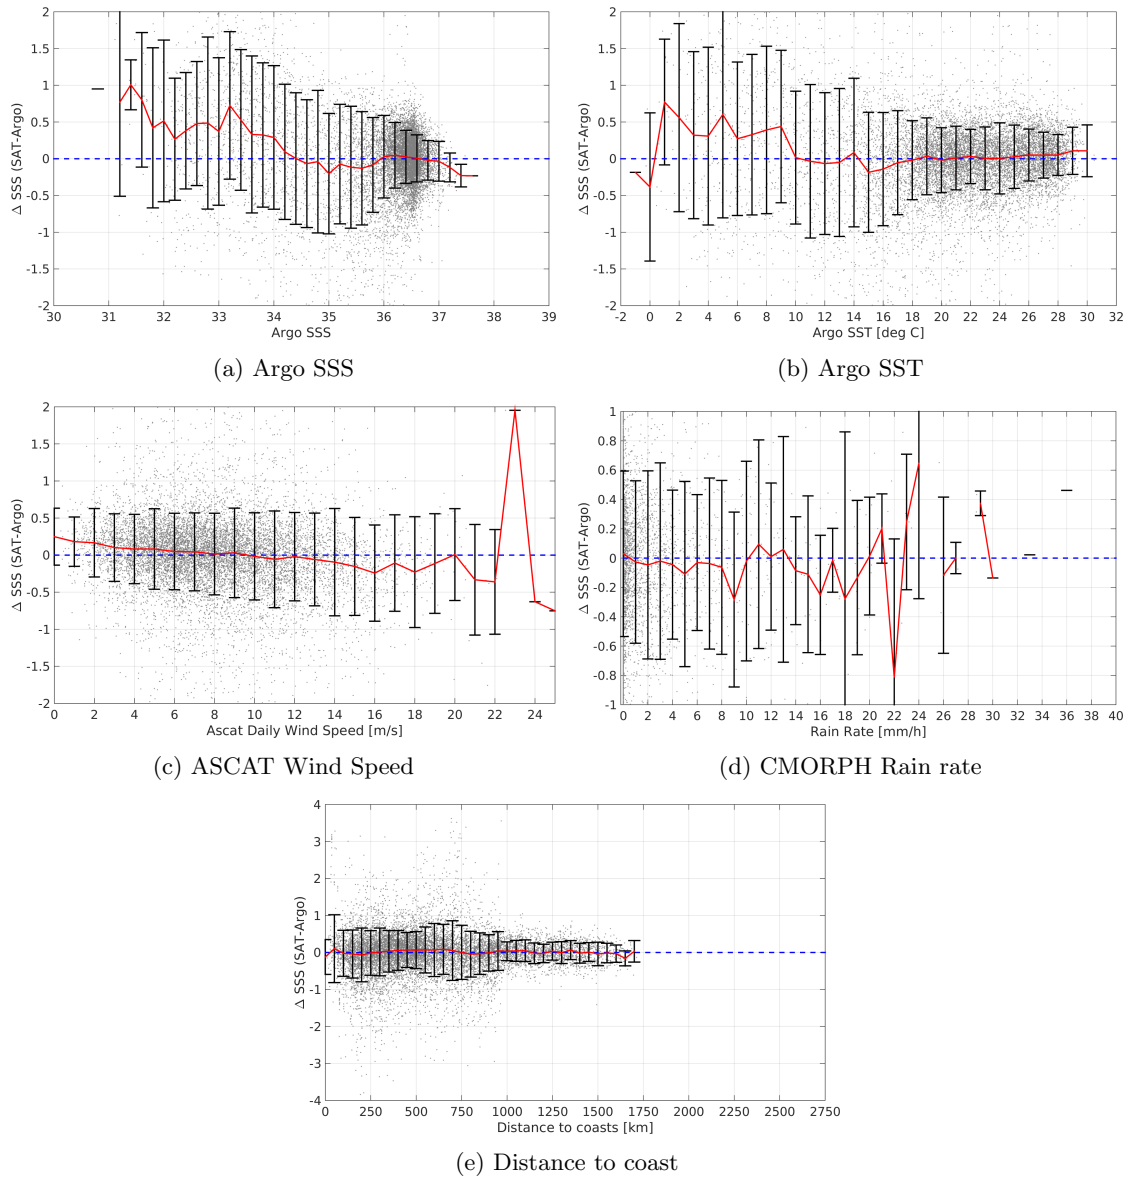 2
1.5
1
0.5
0
-0.5
-1
-1.5
-2
Δ SSS (SAT-Argo)
30 31 32 33 34 35 36 37 38 39
Argo SSS
(a) Argo SSS
2
1.5
1
0.5
0
-0.5
-1
-1.5
-2
Δ SSS (SAT-Argo)
-2 0 2 4 6 8 10 12 14 16 18 20 22 24 26 28 30 32
Argo SST [deg C]
(b) Argo SST
2
1.5
1
0.5
0
-0.5
-1
-1.5
-2
Δ SSS (SAT-Argo)
0 2 4 6 8 10 12 14 16 18 20 22 24
Ascat Daily Wind Speed [m/s]
(c) ASCAT Wind Speed
1
0.8
0.6
0.4
0.2
0
-0.2
-0.4
-0.6
-0.8
-1
Δ SSS (SAT-Argo)
0 2 4 6 8 10 12 14 16 18 20 22 24 26 28 30 32 34 36 38 40
Rain Rate [mm/h]
(d) CMORPH Rain rate
4
3
2
1
0
-1
-2
-3
-4
Δ SSS (SAT-Argo)
0 250 500 750 1000 1250 1500 1750 2000 2250 2500 2750
Distance to coasts [km]
(e) Distance to coast